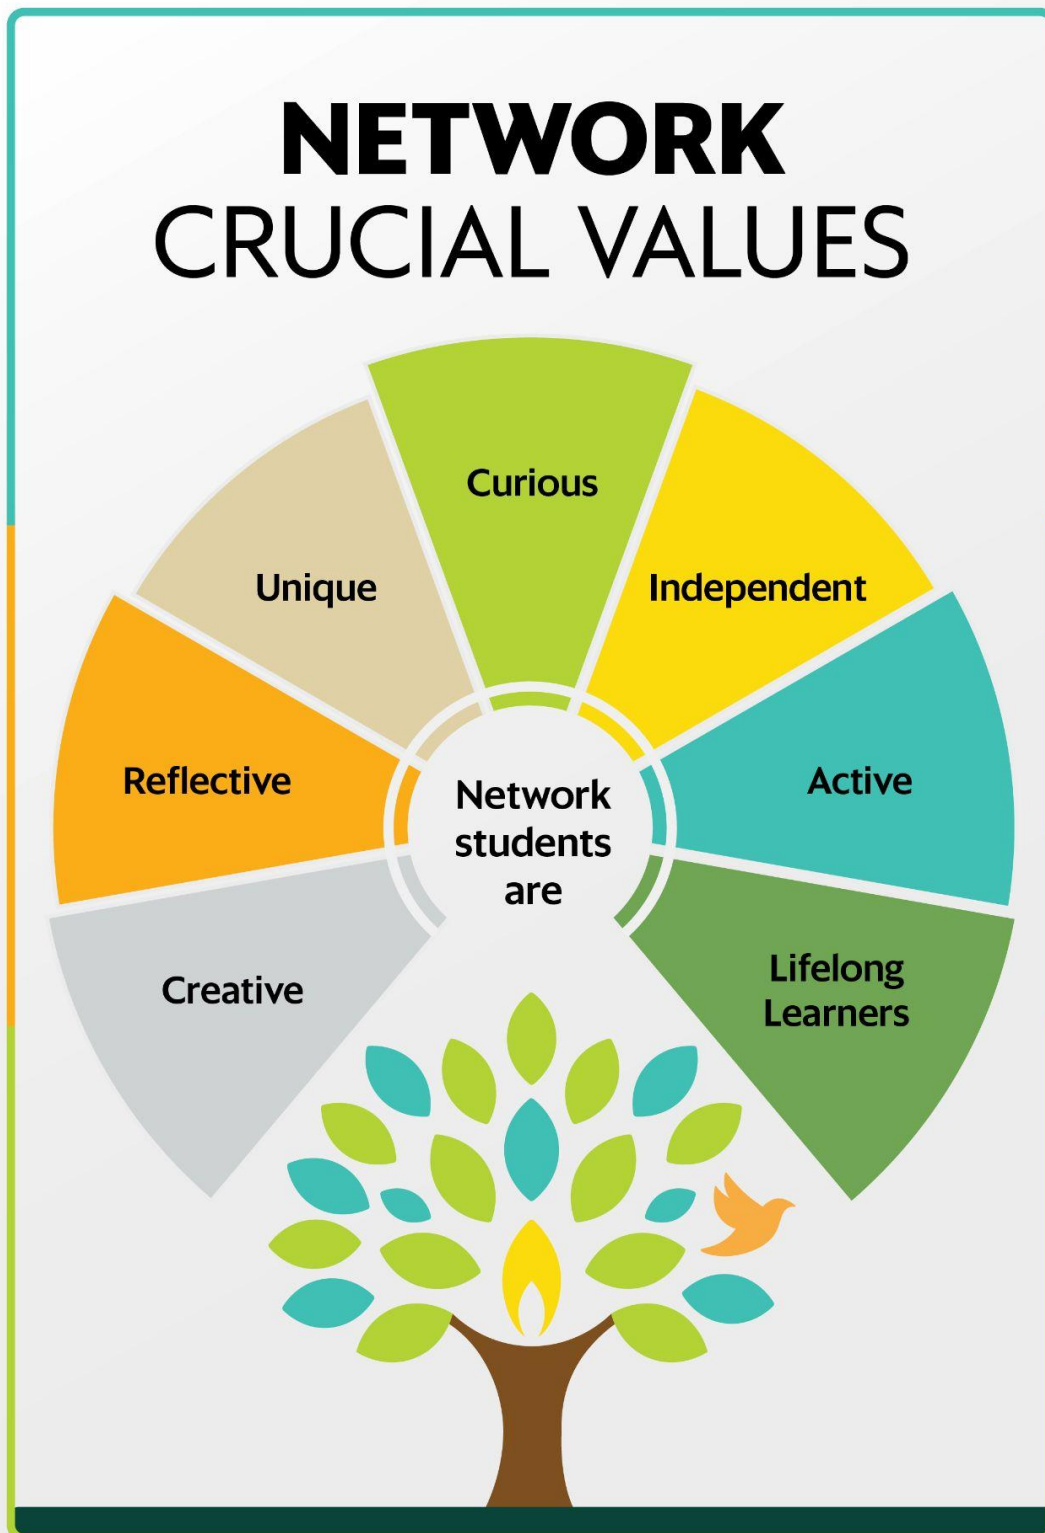 NETWORK
CRUCIAL VALUES
Curious
Unique
Independent
Reflective
Active
Network
students
are
Creative
Lifelong
Learners